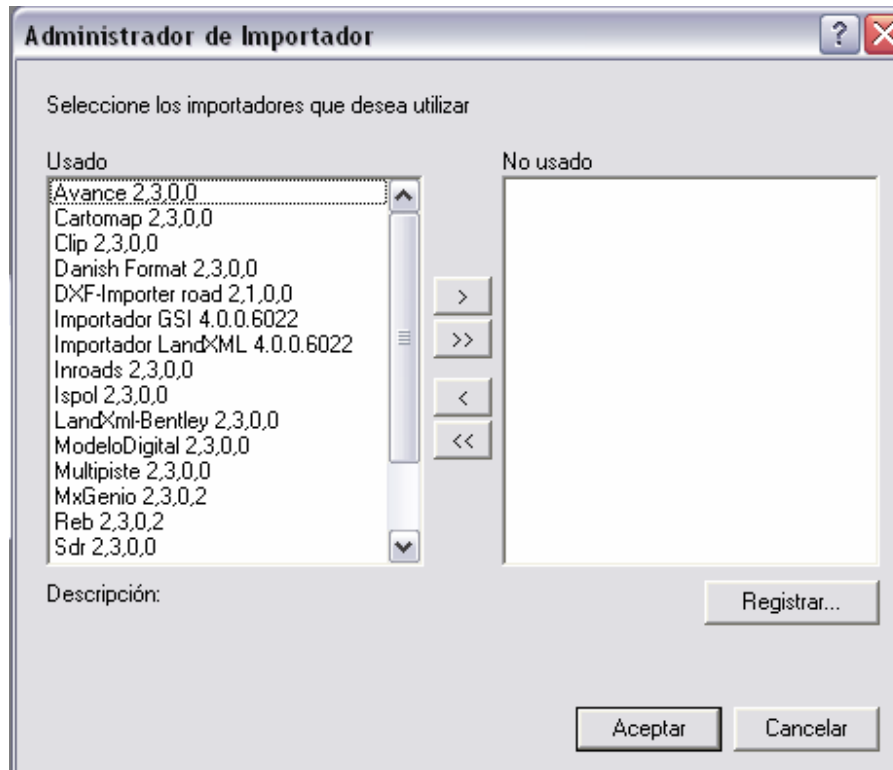 Administrador de Importador
?
Seleccione los importadores que desea utilizar
Usado
No usado
Avance 2,3,0,0
Cartomap 2,3,0,0
Clip 2,3,0,0
Danish Format 2,3,0,0
DXF-Importer road 2,1,0,0
Importador GSI 4.0.0.6022
Importador LandXML 4.0.0.6022
Inroads 2,3,0,0
Ispol 2,3,0,0
LandXml-Bentley 2,3,0,0
ModeloDigital 2,3,0,0
Multipiste 2,3,0,0
MxGenio 2,3,0,2
Reb 2,3,0,2
Sdr 2,3,0,0
>
>>
<
<<
Descripción:
Registrar...
Aceptar
Cancelar